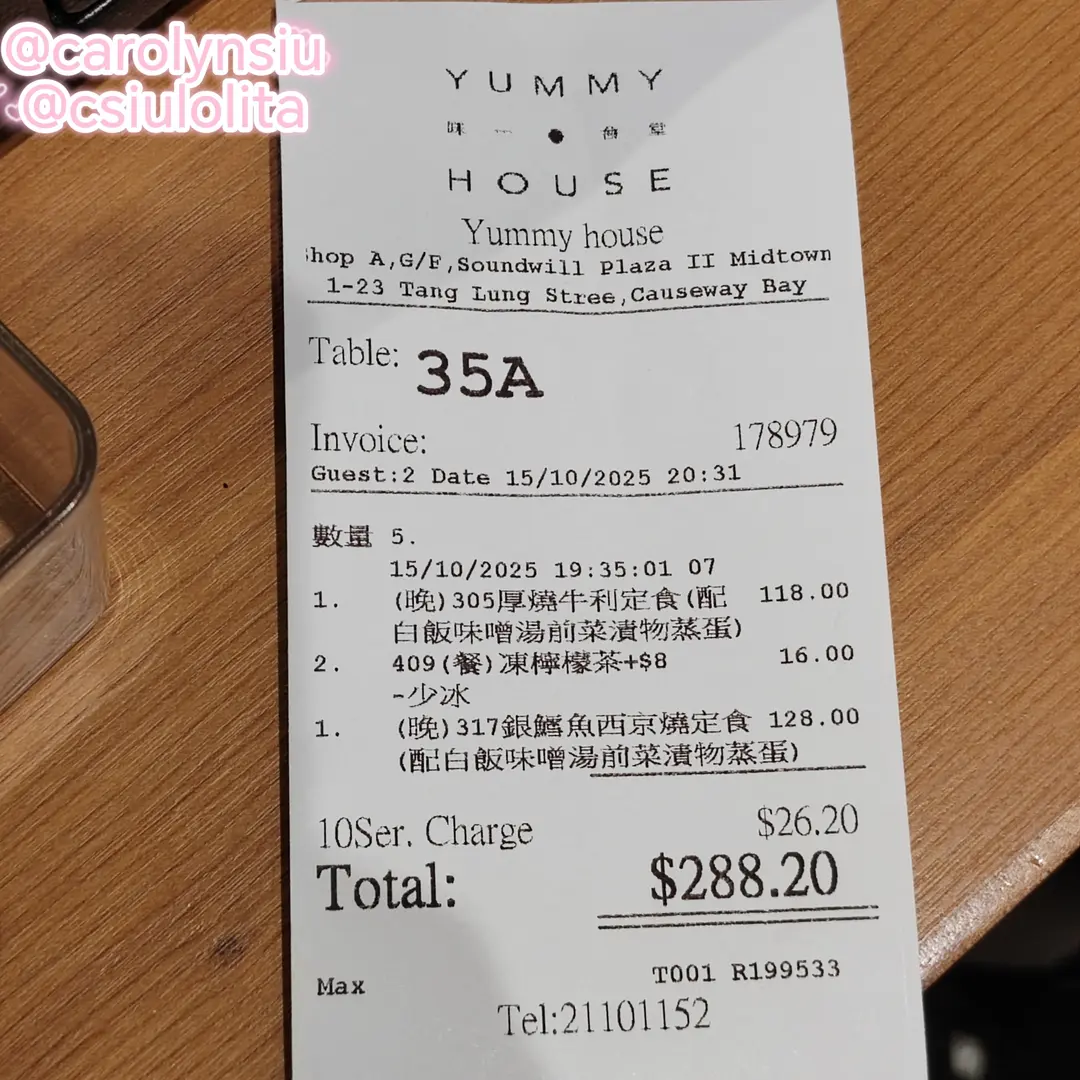 @carolynsiu
@csiulolita
YUMMY
味一●食堂
HOUSE
Yummy house
hop A,G/F,Soundwill Plaza II Midtown
1-23 Tang Lung Stree,Causeway Bay
Table: 35A
Invoice: 178979
Guest:2 Date 15/10/2025 20:31
數量 5.
15/10/2025 19:35:01 07
1. (晚)305厚燒牛利定食(配 118.00
白飯味噌湯前菜漬物蒸蛋)
2. 409(餐)凍檸檬茶+$8 16.00
-少冰
1. (晚)317銀鱈魚西京燒定食 128.00
(配白飯味噌湯前菜漬物蒸蛋)
10Ser. Charge $26.20
Total: $288.20
Max T001 R199533
Tel:21101152